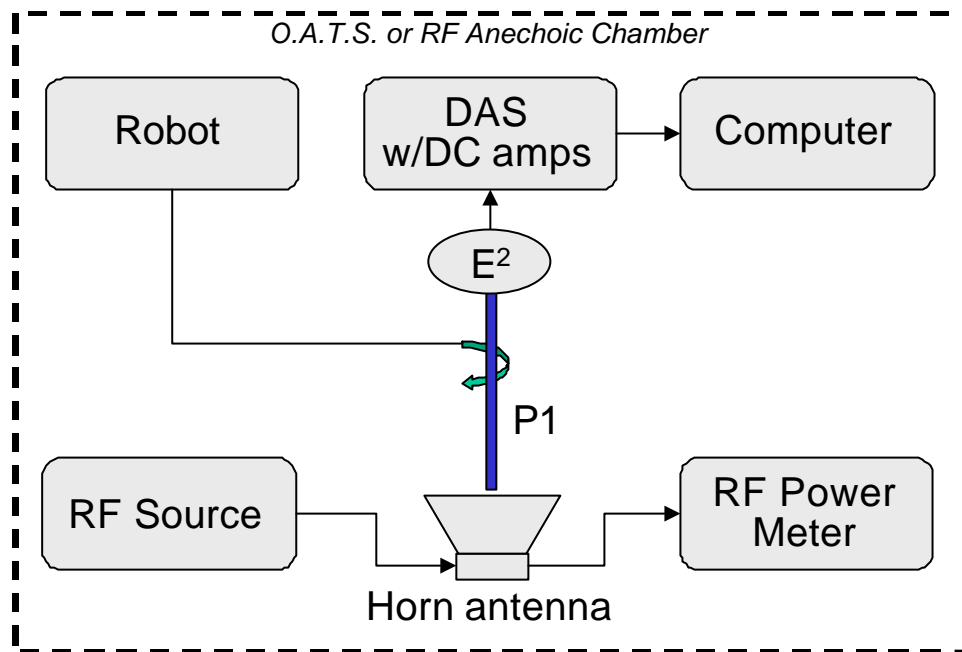 O.A.T.S. or RF Anechoic Chamber
Robot
DAS
w/DC amps
Computer
E²
P1
RF Source
RF Power
Meter
Horn antenna